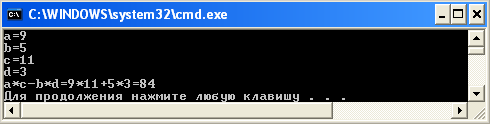 C:\WINDOWS\system32\cmd.exe
a=9
b=5
c=11
d=3
a*c-b*d=9*11+5*3=84
Для продолжения нажмите любую клавишу . . .